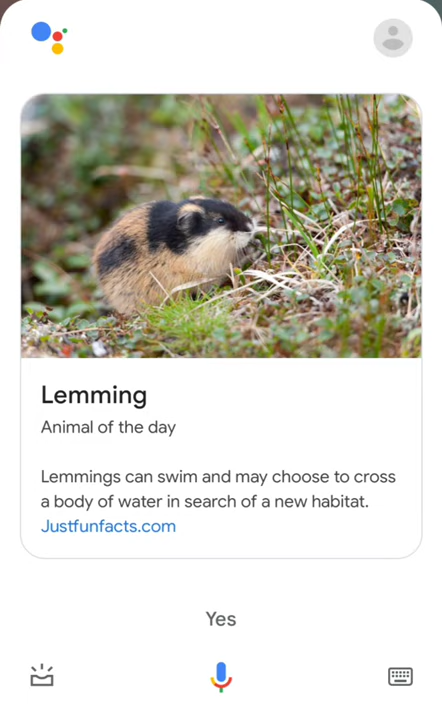 Lemming
Animal of the day
Lemmings can swim and may choose to cross
a body of water in search of a new habitat.
Justfunfacts.com
Yes